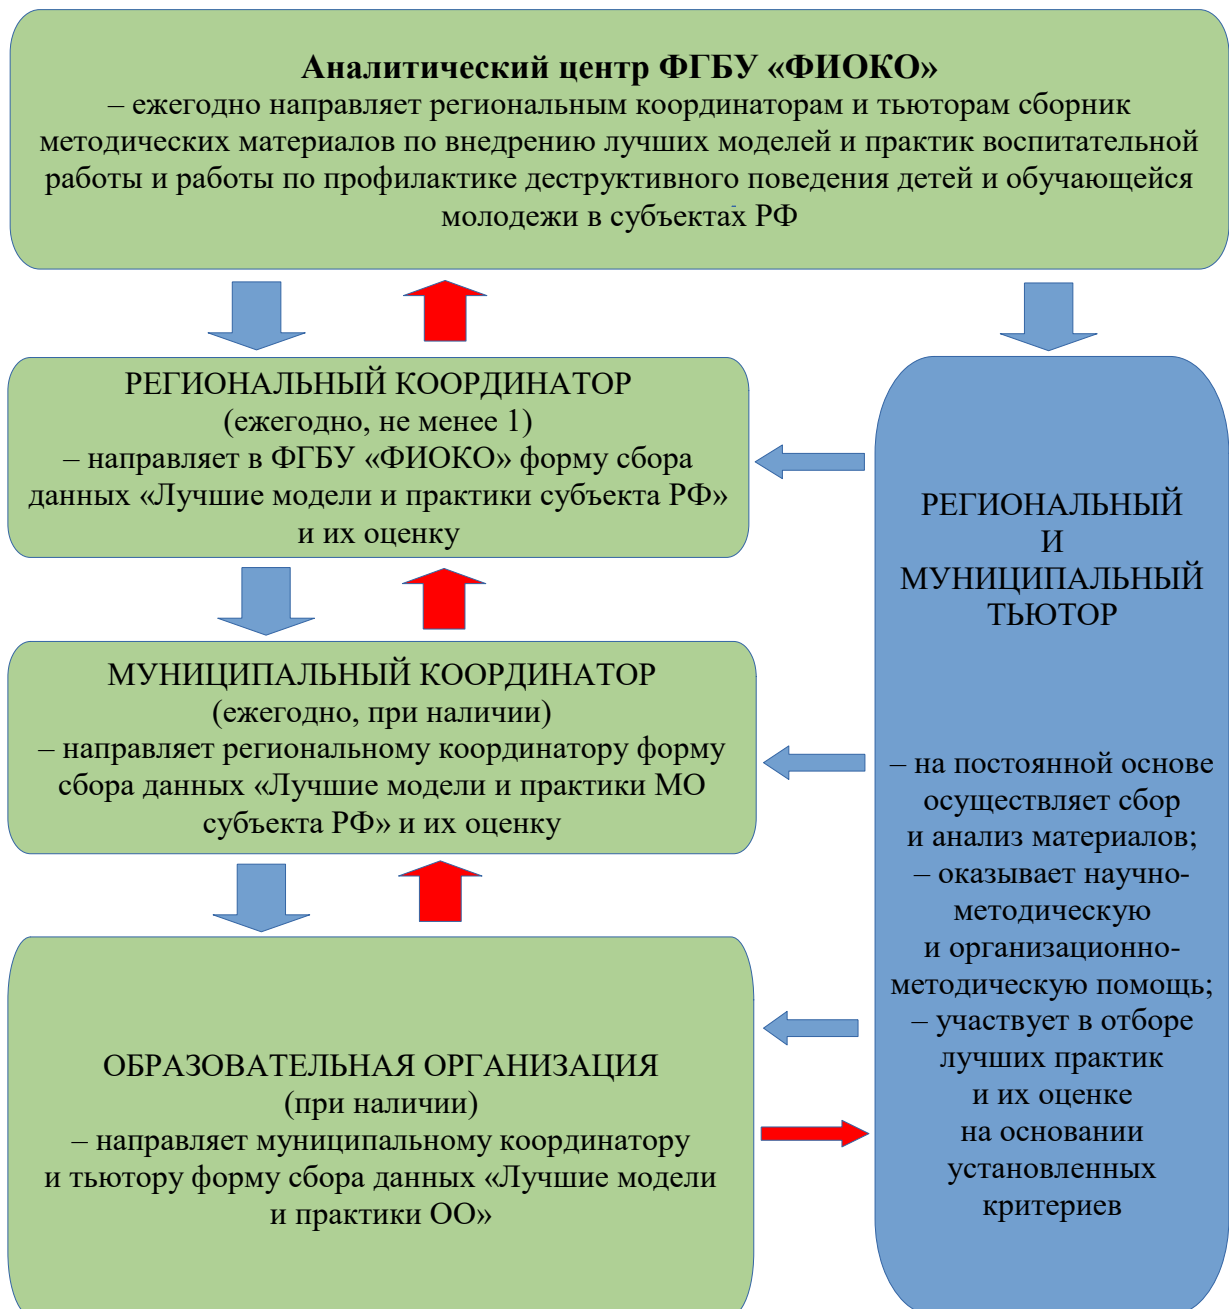 Аналитический центр ФГБУ «ФИОКО»
– ежегодно направляет региональным координаторам и тьюторам сборник
методических материалов по внедрению лучших моделей и практик воспитательной
работы и работы по профилактике деструктивного поведения детей и обучающейся
молодежи в субъектах РФ
РЕГИОНАЛЬНЫЙ КООРДИНАТОР
(ежегодно, не менее 1)
– направляет в ФГБУ «ФИОКО» форму сбора
данных «Лучшие модели и практики субъекта РФ»
и их оценку
МУНИЦИПАЛЬНЫЙ КООРДИНАТОР
(ежегодно, при наличии)
– направляет региональному координатору форму
сбора данных «Лучшие модели и практики МО
субъекта РФ» и их оценку
ОБРАЗОВАТЕЛЬНАЯ ОРГАНИЗАЦИЯ
(при наличии)
– направляет муниципальному координатору
и тьютору форму сбора данных «Лучшие модели
и практики ОО»
РЕГИОНАЛЬНЫЙ
И
МУНИЦИПАЛЬНЫЙ
ТЬЮТОР
– на постоянной основе
осуществляет сбор
и анализ материалов;
– оказывает научно-
методическую
и организационно-
методическую помощь;
– участвует в отборе
лучших практик
и их оценке
на основании
установленных
критериев